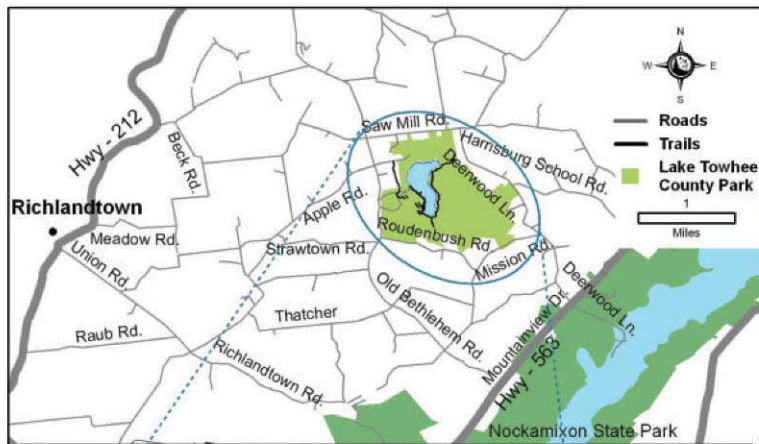 N
W E
S
Roads
Trails
Lake Towhee
County Park
1
Miles
Hwy - 212
Saw Mill Rd.
Harrisburg School Rd.
Beck Rd.
Deerwood Ln.
Richlandtown
Apple Rd.
Meadow Rd.
Roudenbush Rd
Strawtown Rd.
Union Rd.
Mission Rd.
Deerwood Ln.
Old Bethlehem Rd.
Mountainview Dr.
Thatcher
Raub Rd.
Richlandtown Rd.
Hwy - 563
Nockamixon State Park